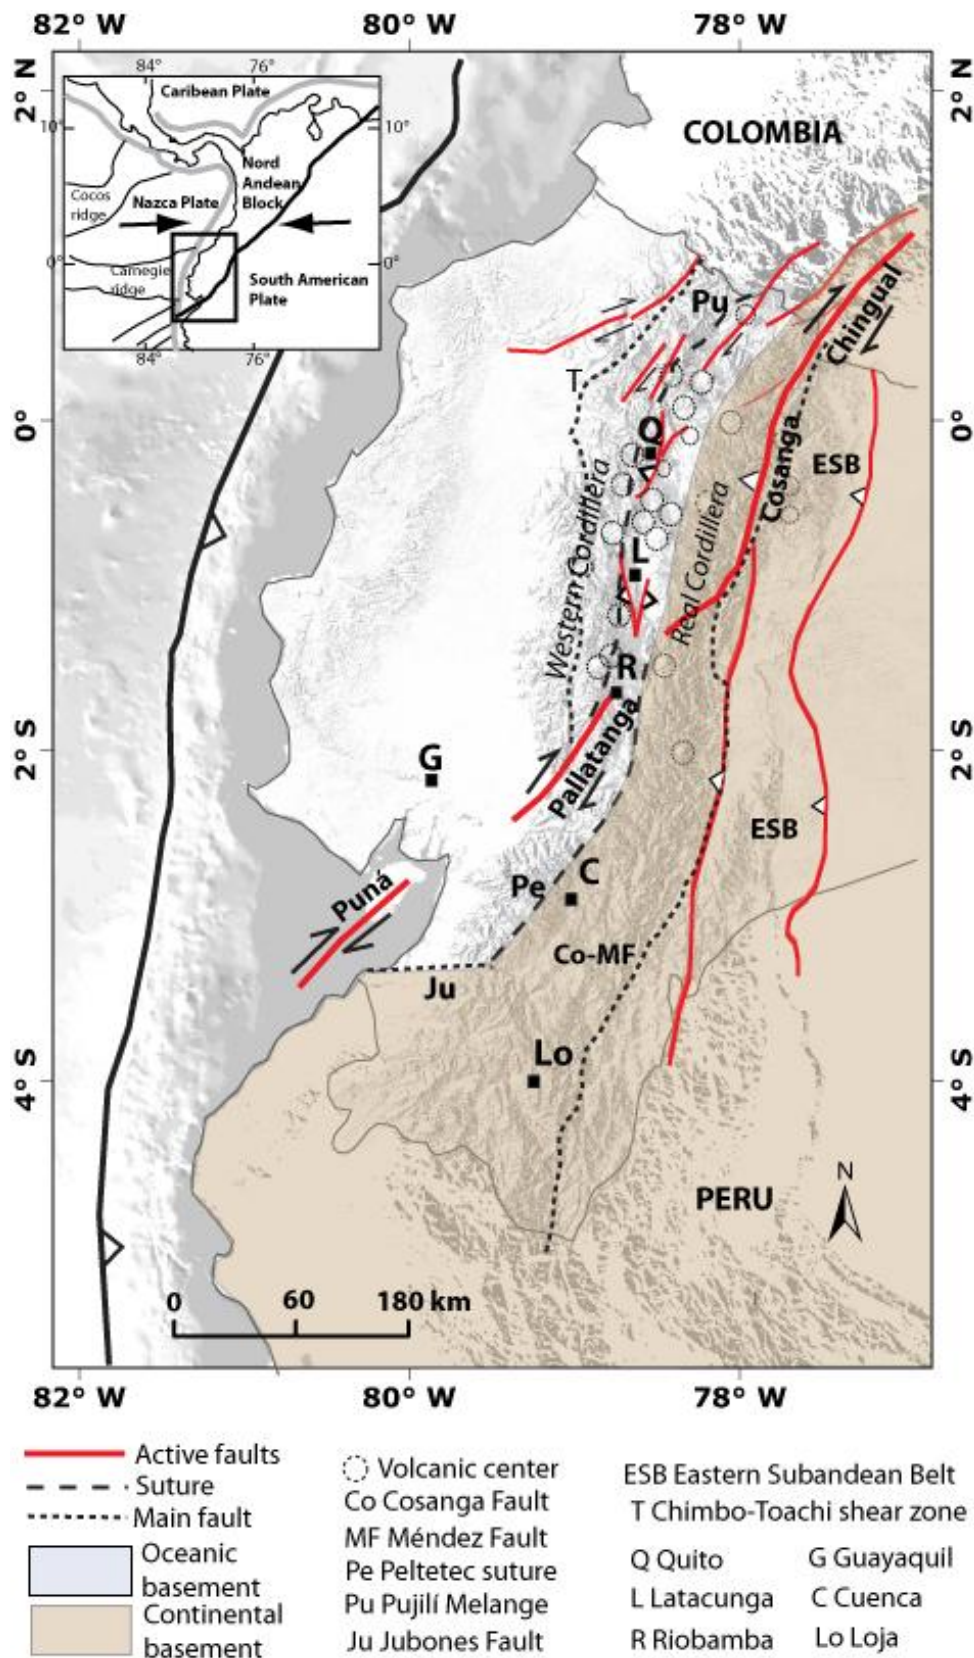 82° W 80° W 78° W
2° N 2° N
84° 76°
Caribean Plate
10° 10°
Nord
Andean
Block
Cocos
ridge
Nazca Plate
0° 0°
Carnegie
ridge
South American
Plate
84° 76°
COLOMBIA
Pu
Chingual
T
0° 0°
Q
Cosanga
ESB
Western Cordillera
Real Cordillera
L
R
Pallatanga
2° S 2° S
G
ESB
Puná
Pe
C
Co-MF
Ju
Lo
4° S 4° S
PERU
N
0 60 180 km
82° W 80° W 78° W
Active faults
Suture
Main fault
Oceanic
basement
Continental
basement
Volcanic center
Co Cosanga Fault
MF Méndez Fault
Pe Peltetec suture
Pu Pujilí Melange
Ju Jubones Fault
ESB Eastern Subandean Belt
T Chimbo-Toachi shear zone
Q Quito G Guayaquil
L Latacunga C Cuenca
R Riobamba Lo Loja